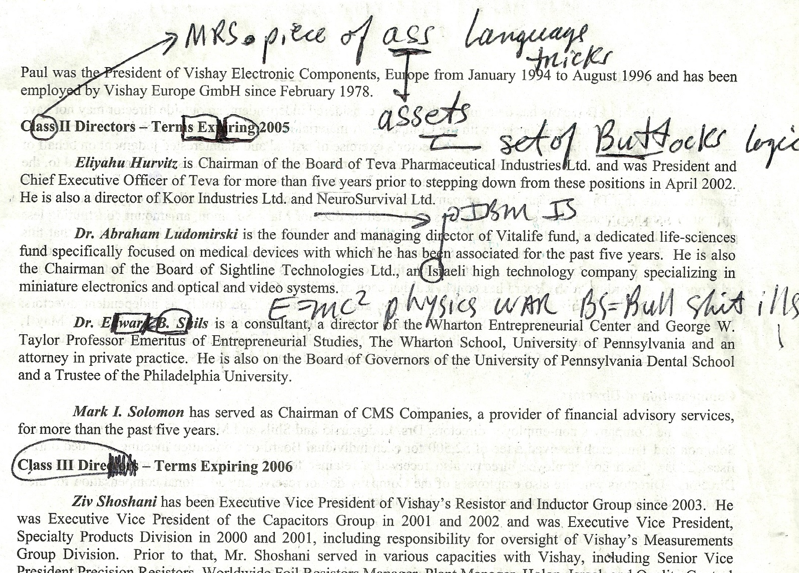 MRS. piece of ass Language
tricks
Paul was the President of Vishay Electronic Components, Europe from January 1994 to August 1996 and has been
employed by Vishay Europe GmbH since February 1978.
assets
Class II Directors – Terms Expiring 2005
set of Buttocks logic
Eliyahu Hurvitz is Chairman of the Board of Teva Pharmaceutical Industries Ltd. and was President and
Chief Executive Officer of Teva for more than five years prior to stepping down from these positions in April 2002.
He is also a director of Koor Industries Ltd. and NeuroSurvival Ltd.
IBM IS
Dr. Abraham Ludomirski is the founder and managing director of Vitalife fund, a dedicated life-sciences
fund specifically focused on medical devices with which he has been associated for the past five years. He is also
the Chairman of the Board of Sightline Technologies Ltd., an Israeli high technology company specializing in
miniature electronics and optical and video systems.
E=mc² physics WAR BS=Bull shit ills
Dr. Edward B. Shils is a consultant, a director of the Wharton Entrepreneurial Center and George W.
Taylor Professor Emeritus of Entrepreneurial Studies, The Wharton School, University of Pennsylvania and an
attorney in private practice. He is also on the Board of Governors of the University of Pennsylvania Dental School
and a Trustee of the Philadelphia University.
Mark I. Solomon has served as Chairman of CMS Companies, a provider of financial advisory services,
for more than the past five years.
Class III Directors – Terms Expiring 2006
Ziv Shoshani has been Executive Vice President of Vishay's Resistor and Inductor Group since 2003. He
was Executive Vice President of the Capacitors Group in 2001 and 2002 and was Executive Vice President,
Specialty Products Division in 2000 and 2001, including responsibility for oversight of Vishay's Measurements
Group Division. Prior to that, Mr. Shoshani served in various capacities with Vishay, including Senior Vice
President Precision Resistors, Worldwide Foil Resistors Manager, Plant Manager